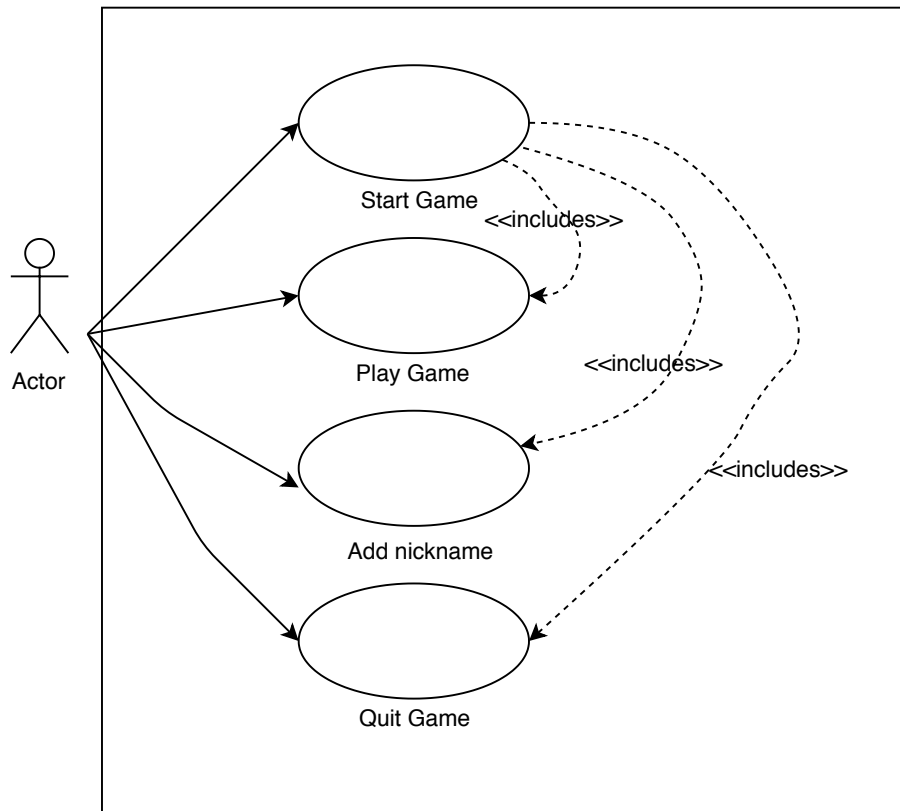 Start Game
<<includes>>
Play Game
<<includes>>
Actor
<<includes>>
Add nickname
Quit Game